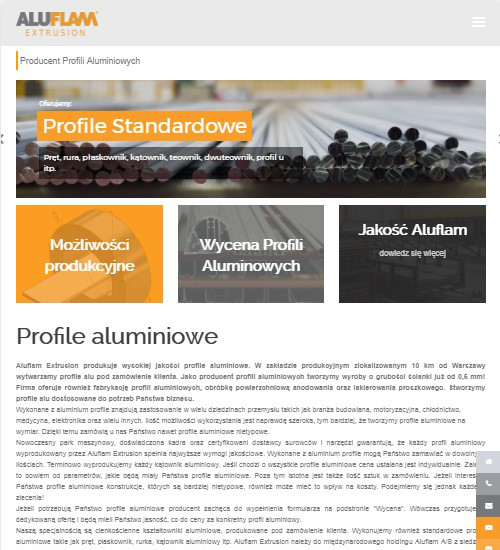 ALUFLAM
EXTRUSION
Producent Profili Aluminiowych
Oferujemy:
Profile Standardowe
Pręt, rura, płaskownik, kątownik, teownik, dwuteownik, profil u
itp.
Możliwości
produkcyjne
Wycena Profili
Aluminowych
Jakość Aluflam
dowiedz się więcej
Profile aluminiowe
Aluflam Extrusion produkuje wysokiej jakości profile aluminiowe. W zakładzie produkcyjnym zlokalizowanym 10 km od Warszawy
wytwarzamy profile alu pod zamówienie klienta. Jako producent profili aluminiowych tworzymy wyroby o grubości ścianki już od 0,5 mm!
Firma oferuje również fabrykację profili aluminiowych, obróbkę powierzchniową anodowania oraz lakierowania proszkowego. Stworzymy
profile alu dostosowane do potrzeb Państwa biznesu.
Wykonane z aluminium profile znajdują zastosowanie w wielu dziedzinach przemysłu takich jak branża budowlana, motoryzacyjna, chłodnictwo,
medycyna, elektronika oraz wielu innych. Ilość możliwości wykorzystania jest naprawdę szeroka, tym bardziej, że tworzymy profile aluminiowe na
wymiar. Dzięki temu zamówią u nas Państwo nawet profile aluminiowe nietypowe.
Nowoczesny park maszynowy, doświadczona kadra oraz certyfikowani dostawcy surowców i narzędzi gwarantują, że każdy profil aluminiowy
wyprodukowany przez Aluflam Extrusion spełnia najwyższe wymogi jakościowe. Wykonane z aluminium profile mogą Państwo zamawiać w
ilościach. Terminowo wyprodukujemy każdy kątownik aluminiowy. Jeśli chodzi o wszystkie profile aluminiowe cena ustalana jest indywidualnie.
to bowiem od parametrów, jakie będą miały Państwa profile aluminiowe. Poza tym istotna jest także ilość sztuk w zamówieniu. Jeżeli
Państwa profile aluminiowe konstrukcje, których są bardziej nietypowe, również może mieć to wpływ na koszty. Podejmiemy się jednak
zlecenia!
Jeżeli potrzebują Państwo profile aluminiowe producent zachęca do wypełnienia formularza na podstronie "Wycena". Wówczas
dedykowaną ofertę i będą mieli Państwo jasność, co do ceny za konkretny profil aluminiowy.
Naszą specjalnością są cienkościenne kształtowniki aluminiowe, produkowane pod zamówienie klienta. Wykonujemy również standardowe
aluminiowe takie jak pręt, płaskownik, rurka, kątownik aluminiowy itp. Aluflam Extrusion należy do międzynarodowego holdingu Aluflam A/S z